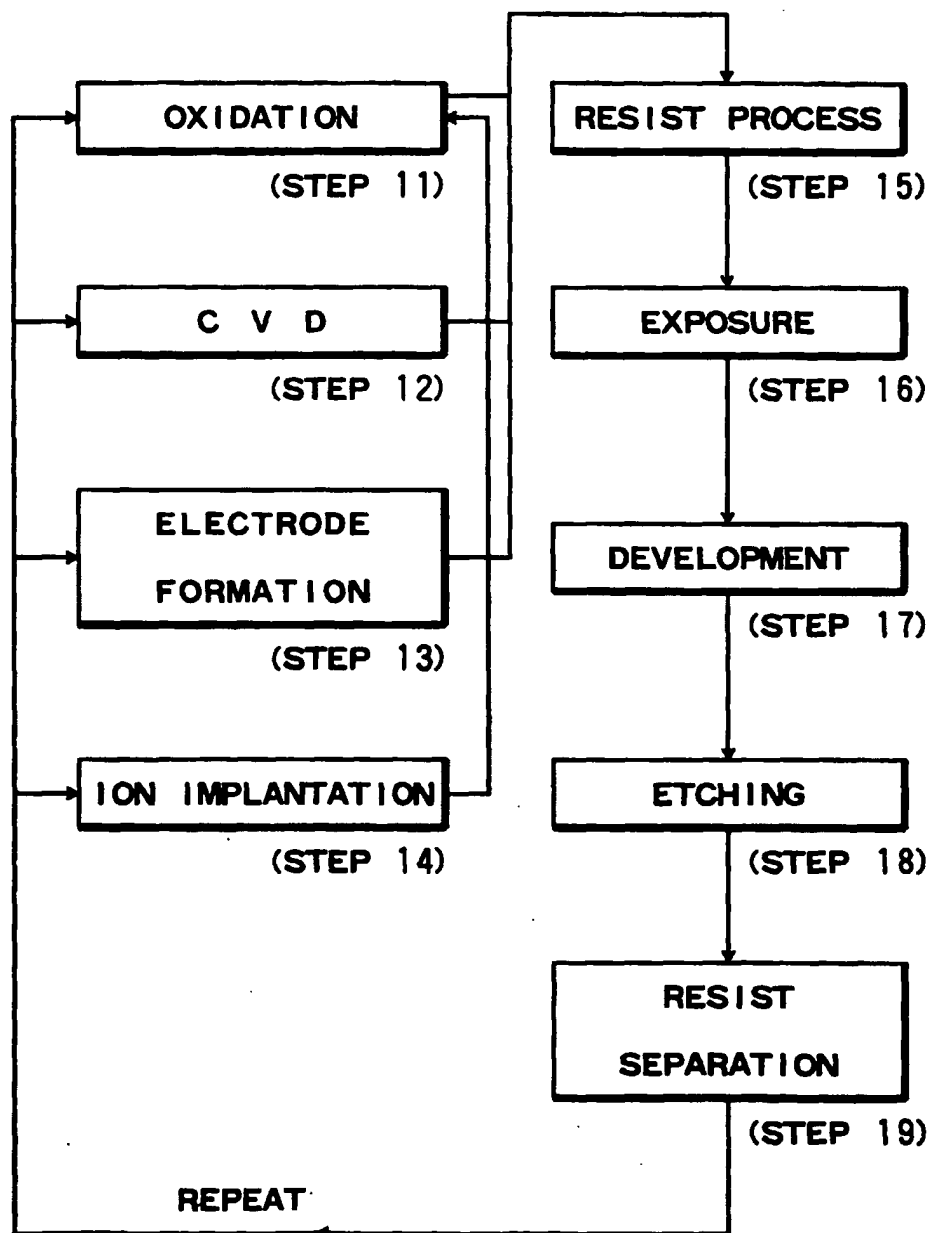 OXIDATION
(STEP 11)
CVD
(STEP 12)
ELECTRODE
FORMATION
(STEP 13)
ION IMPLANTATION
(STEP 14)
RESIST PROCESS
(STEP 15)
EXPOSURE
(STEP 16)
DEVELOPMENT
(STEP 17)
ETCHING
(STEP 18)
RESIST
SEPARATION
(STEP 19)
REPEAT